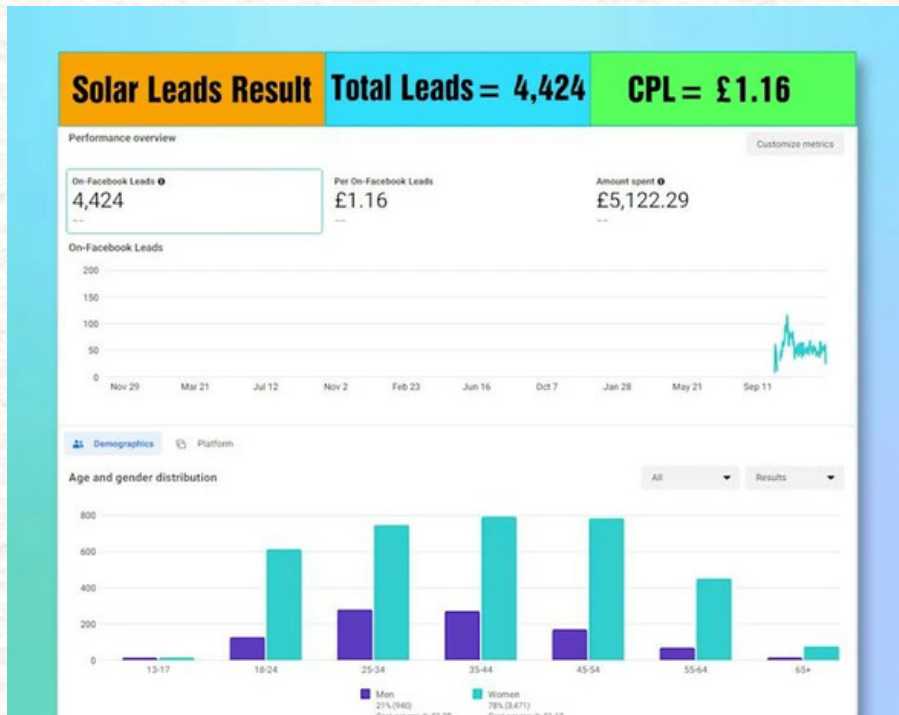 Solar Leads Result Total Leads = 4,424 CPL = £1.16
Performance overview
Customize metrics
On-Facebook Leads Per On-Facebook Leads Amount spent
4,424 £1.16 £5,122.29
-- -- --
On-Facebook Leads
200
150
100
50
0
Nov 29 Mar 21 Jul 12 Nov 2 Feb 23 Jun 16 Oct 7 Jan 28 May 21 Sep 11
Demographics Platform
Age and gender distribution
All Results
800
600
400
200
0
13-17 18-24 25-34 35-44 45-54 55-64 65+
Men Women
21% (940) 78% (3,471)